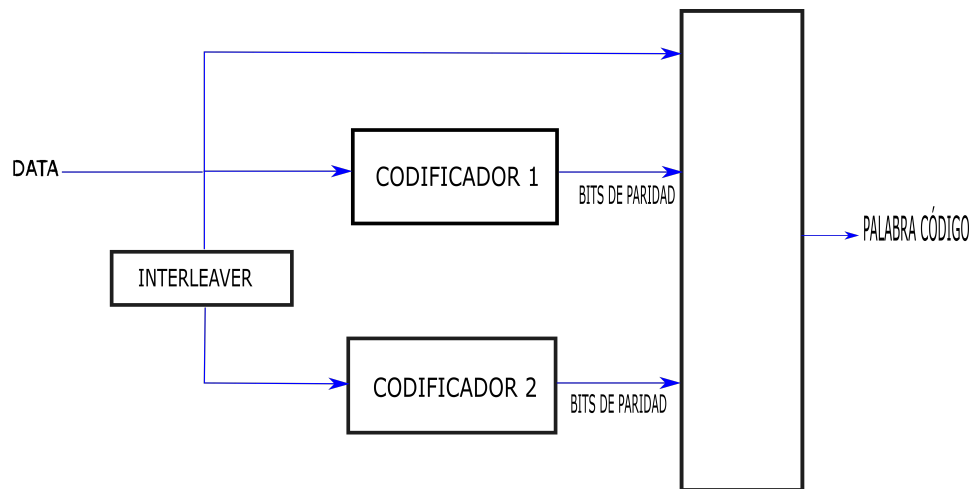 DATA
CODIFICADOR 1
BITS DE PARIDAD
PALABRA CÓDIGO
INTERLEAVER
CODIFICADOR 2
BITS DE PARIDAD